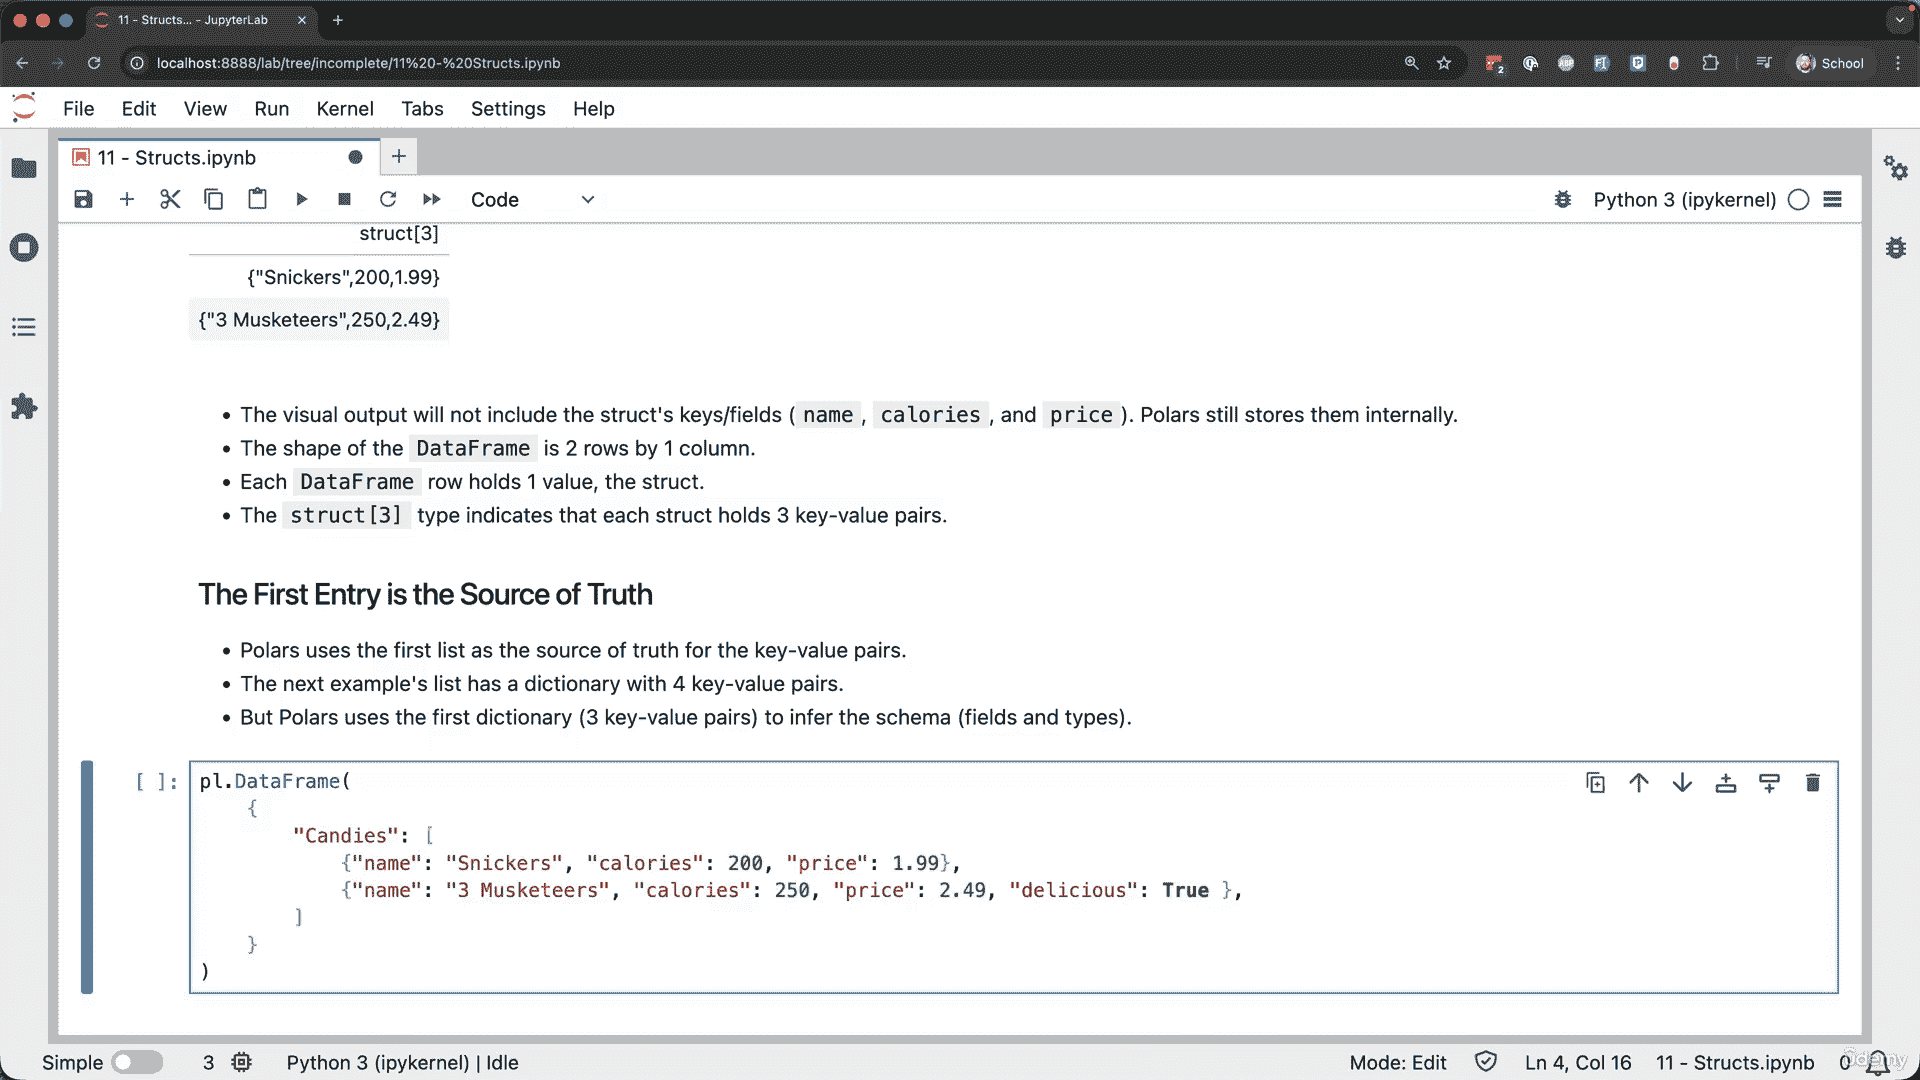 11 - Structs... - JupyterLab
localhost:8888/lab/tree/incomplete/11%20-%20Structs.ipynb
2
ABP
School
File Edit View Run Kernel Tabs Settings Help
11 - Structs.ipynb
Code
Python 3 (ipykernel)
struct[3]
{"Snickers",200,1.99}
{"3 Musketeers",250,2.49}
The visual output will not include the struct's keys/fields ( name , calories , and price ). Polars still stores them internally.
The shape of the DataFrame is 2 rows by 1 column.
Each DataFrame row holds 1 value, the struct.
The struct[3] type indicates that each struct holds 3 key-value pairs.
The First Entry is the Source of Truth
Polars uses the first list as the source of truth for the key-value pairs.
The next example's list has a dictionary with 4 key-value pairs.
But Polars uses the first dictionary (3 key-value pairs) to infer the schema (fields and types).
[ ]: pl.DataFrame(
{
"Candies": [
{"name": "Snickers", "calories": 200, "price": 1.99},
{"name": "3 Musketeers", "calories": 250, "price": 2.49, "delicious": True },
]
}
)
Simple 3 Python 3 (ipykernel) | Idle Mode: Edit Ln 4, Col 16 11 - Structs.ipynb 0
udemy